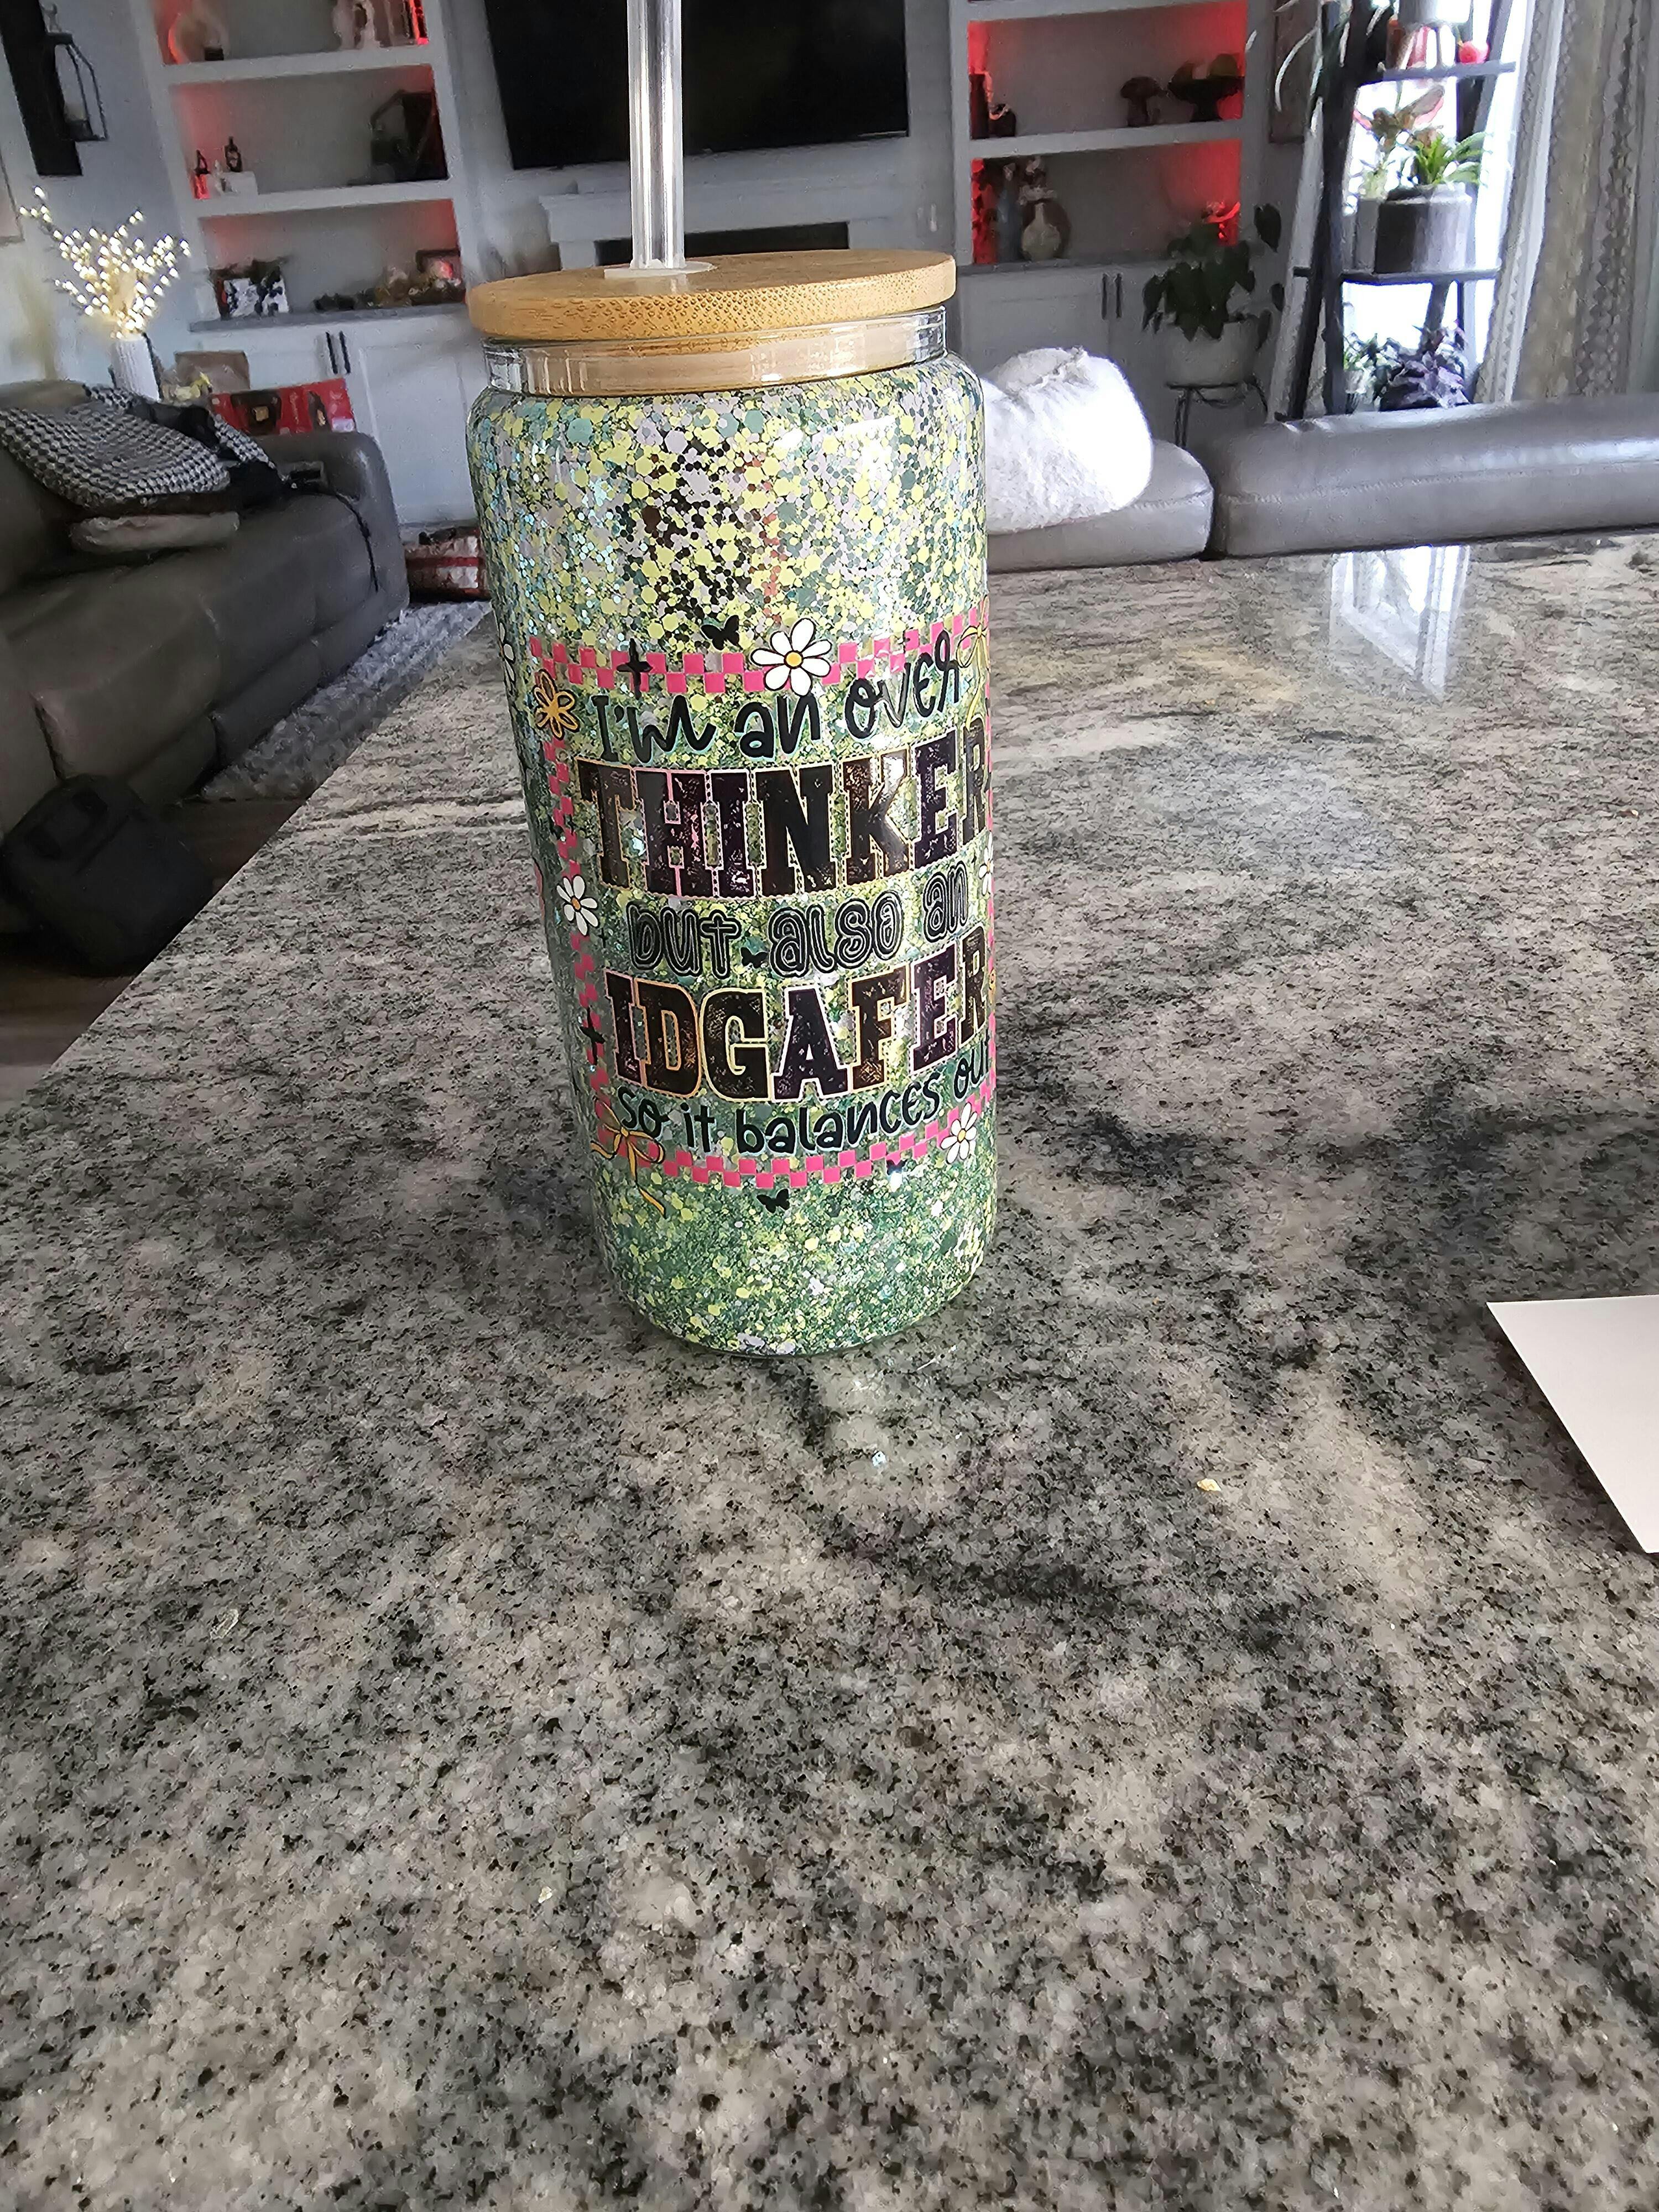 I'm an over
THINKER
but also an
IDGAFER
so it balances out